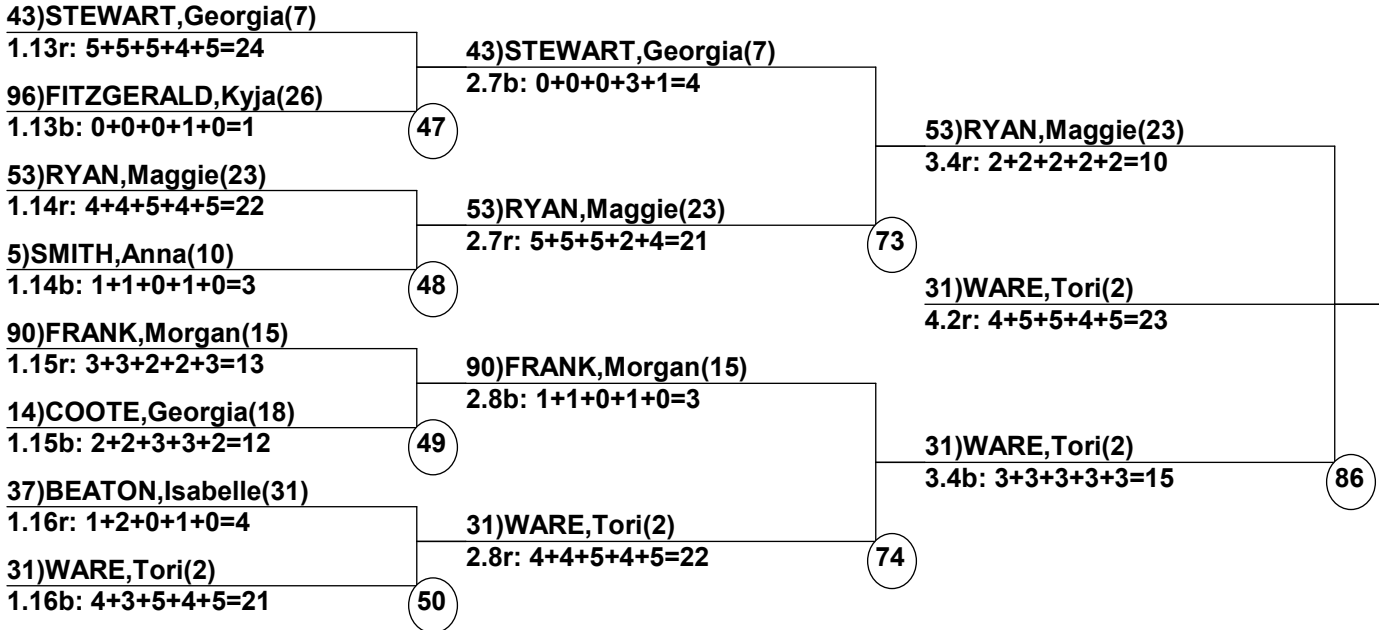 43)STEWART,Georgia(7)
1.13r: 5+5+5+4+5=24
96)FITZGERALD,Kyja(26)
1.13b: 0+0+0+1+0=1
47
53)RYAN,Maggie(23)
1.14r: 4+4+5+4+5=22
5)SMITH,Anna(10)
1.14b: 1+1+0+1+0=3
48
90)FRANK,Morgan(15)
1.15r: 3+3+2+2+3=13
14)COOTE,Georgia(18)
1.15b: 2+2+3+3+2=12
49
37)BEATON,Isabelle(31)
1.16r: 1+2+0+1+0=4
31)WARE,Tori(2)
1.16b: 4+3+5+4+5=21
50
43)STEWART,Georgia(7)
2.7b: 0+0+0+3+1=4
53)RYAN,Maggie(23)
2.7r: 5+5+5+2+4=21
73
90)FRANK,Morgan(15)
2.8b: 1+1+0+1+0=3
31)WARE,Tori(2)
2.8r: 4+4+5+4+5=22
74
53)RYAN,Maggie(23)
3.4r: 2+2+2+2+2=10
31)WARE,Tori(2)
4.2r: 4+5+5+4+5=23
31)WARE,Tori(2)
3.4b: 3+3+3+3+3=15
86